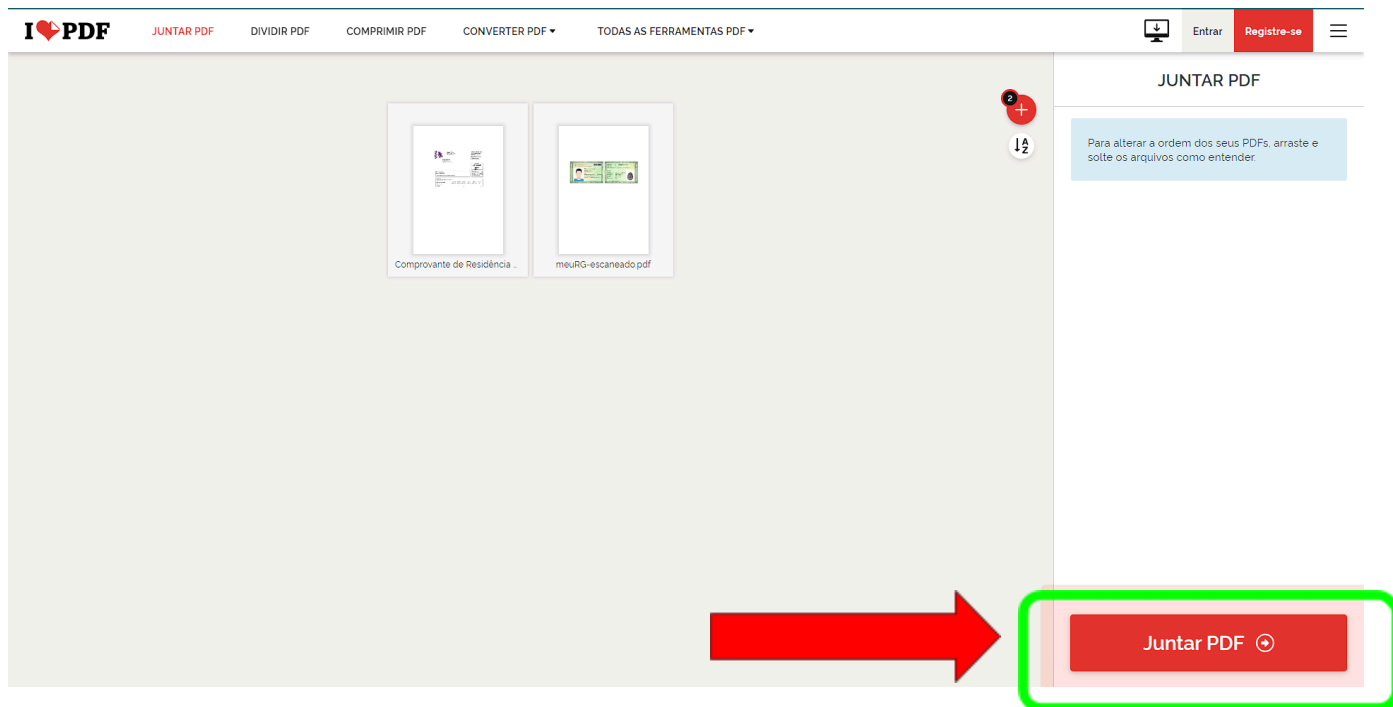 I PDF
JUNTAR PDF
DIVIDIR PDF
COMPRIMIR PDF
CONVERTER PDF
TODAS AS FERRAMENTAS PDF
Entrar
Registre-se
JUNTAR PDF
2
A
Z
Para alterar a ordem dos seus PDFs, arraste e
solte os arquivos como entender.
Comprovante de Residência ...
meuRG-escaneado.pdf
Juntar PDF